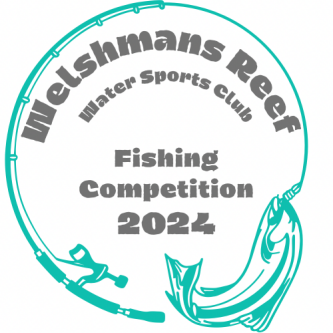 Welshmans Reef
Water Sports Club
Fishing
Competition
2024